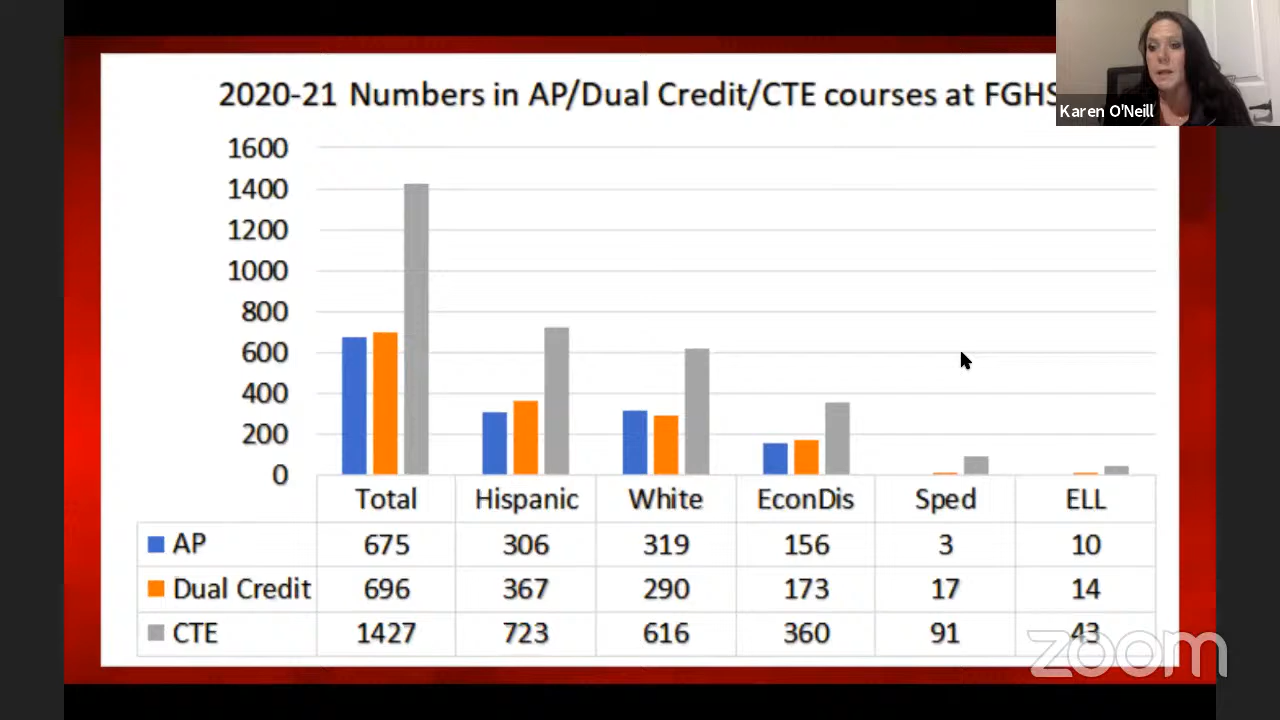 2020-21 Numbers in AP/Dual Credit/CTE courses at FGHS
Karen O'Neill
1600
1400
1200
1000
800
600
400
200
0
Total Hispanic White EconDis Sped ELL
AP 675 306 319 156 3 10
Dual Credit 696 367 290 173 17 14
CTE 1427 723 616 360 91 43
zoom